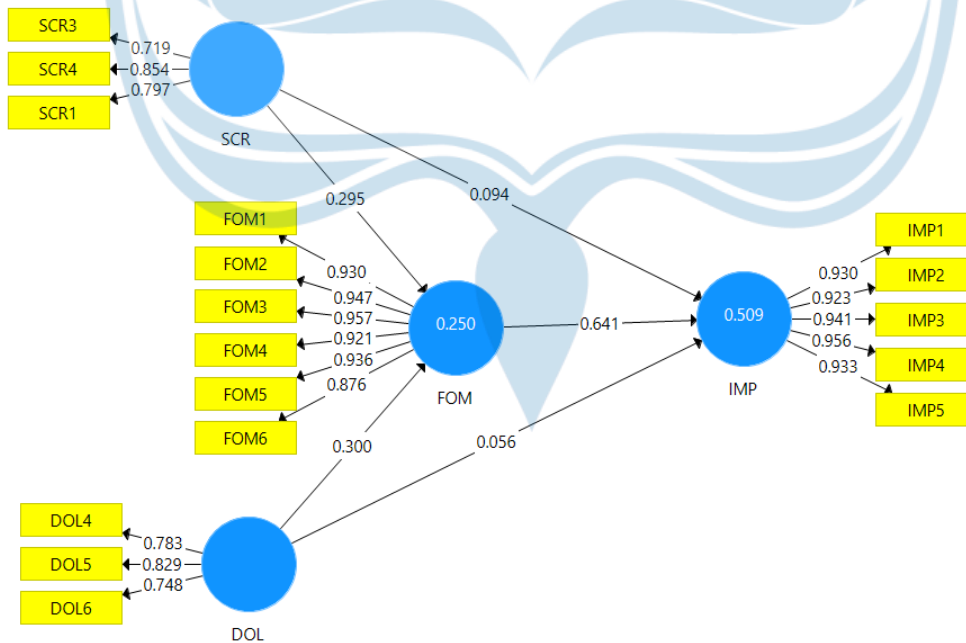 SCR3
SCR4
SCR1
0.719
0.854
0.797
SCR
0.295
0.094
FOM1
FOM2
FOM3
FOM4
FOM5
FOM6
0.930
0.947
0.957
0.921
0.936
0.876
0.250
FOM
0.641
0.509
IMP
0.930
0.923
0.941
0.956
0.933
IMP1
IMP2
IMP3
IMP4
IMP5
0.300
0.056
DOL4
DOL5
DOL6
0.783
0.829
0.748
DOL